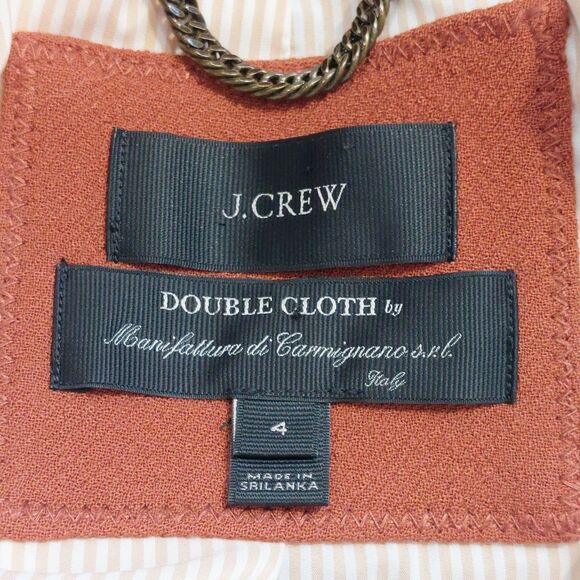 J.CREW
DOUBLE CLOTH by
Manifattura di Carmignano s.r.l.
Italy
4
MADE IN
SRILANKA